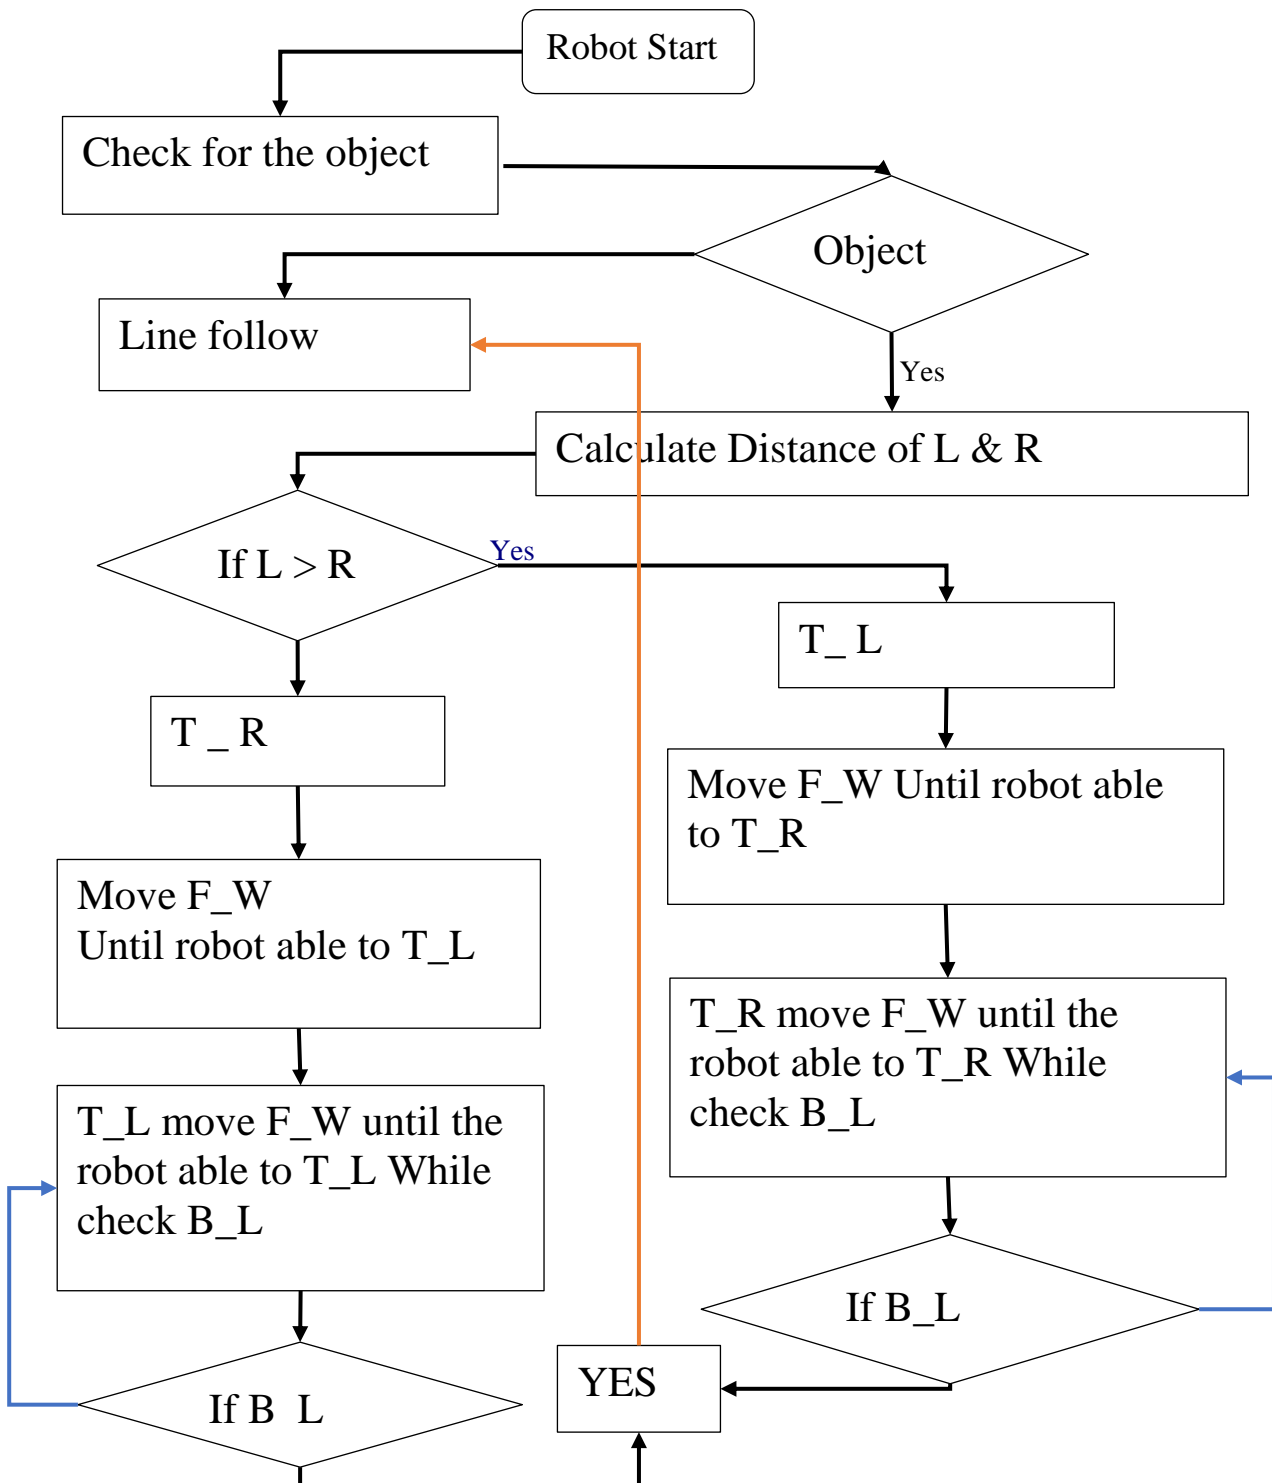 Robot Start
Check for the object
Object
Line follow
Yes
Calculate Distance of L & R
If L > R
Yes
T_ L
T _ R
Move F_W Until robot able
to T_R
Move F_W
Until robot able to T_L
T_R move F_W until the
robot able to T_R While
check B_L
T_L move F_W until the
robot able to T_L While
check B_L
If B_L
YES
If B L